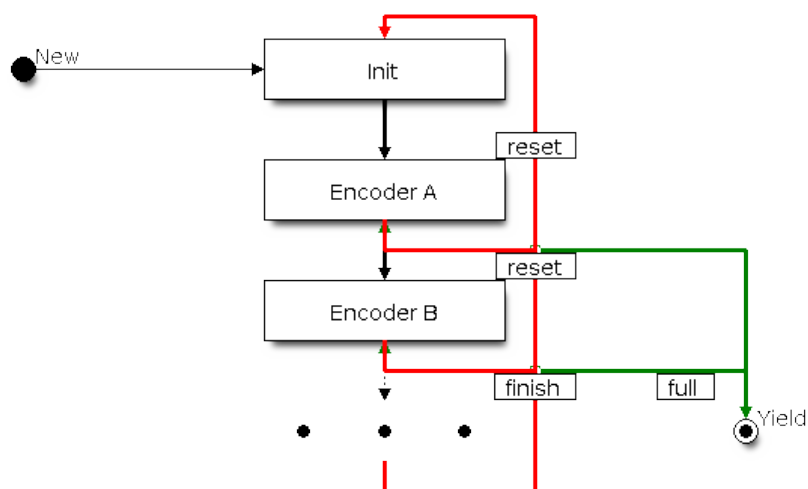 New
Init
reset
Encoder A
reset
Encoder B
finish
full
Yield